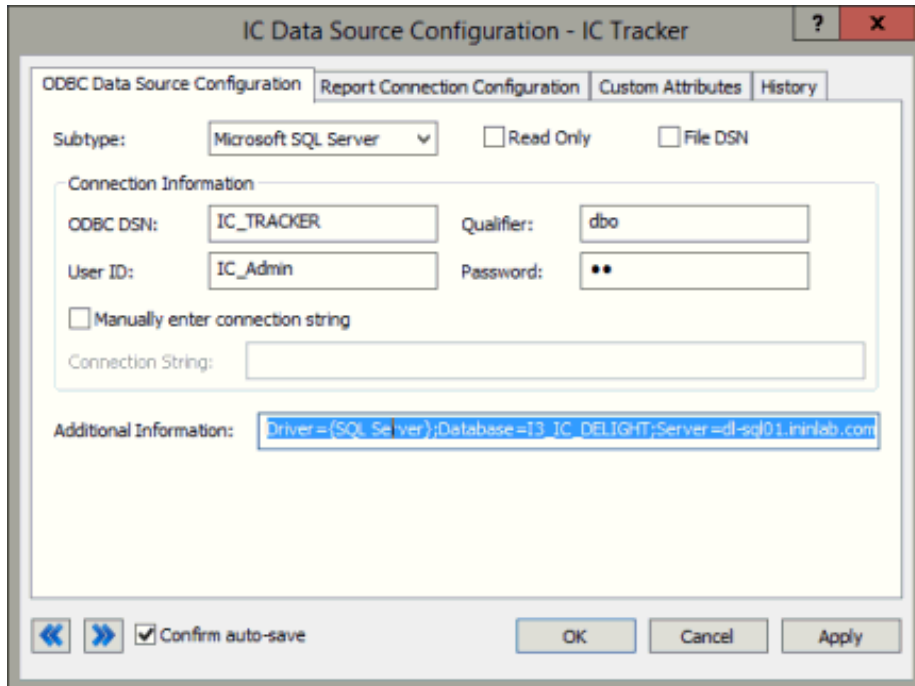 IC Data Source Configuration - IC Tracker ? x
ODBC Data Source Configuration Report Connection Configuration Custom Attributes History
Subtype: Microsoft SQL Server Read Only File DSN
Connection Information
ODBC DSN: IC_TRACKER Qualifier: dbo
User ID: IC_Admin Password: ••
Manually enter connection string
Connection String:
Additional Information: Driver={SQL Server};Database=I3_IC_DELIGHT;Server=dl-sql01.ininlab.com
Confirm auto-save OK Cancel Apply